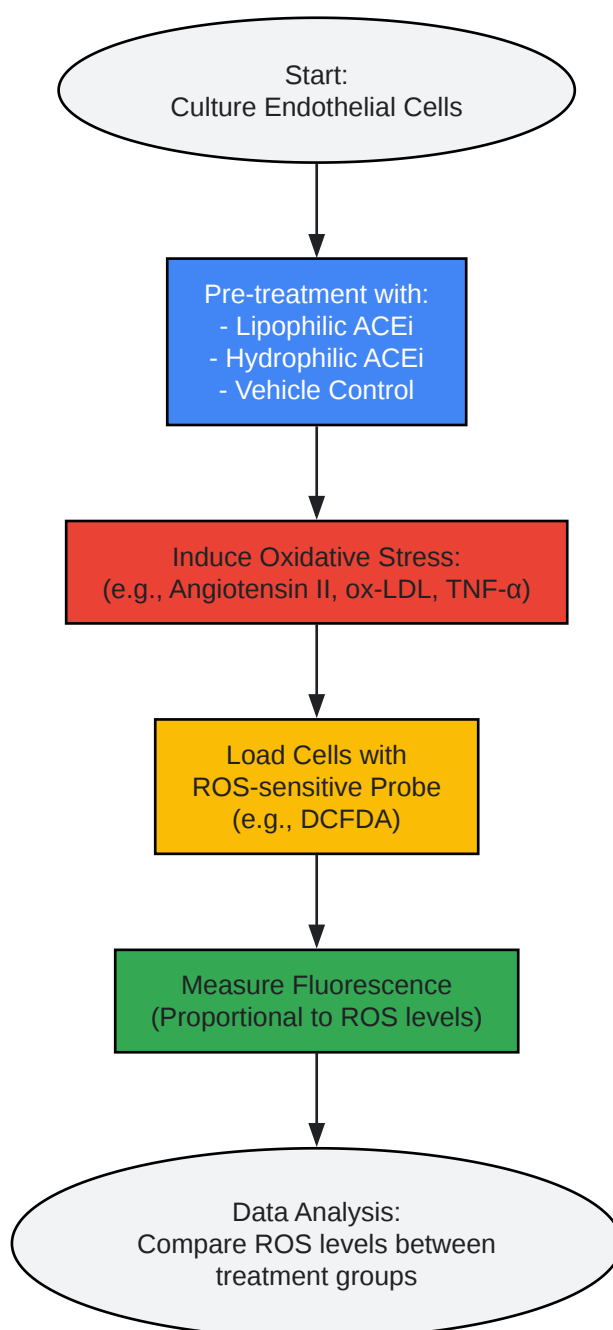 Start:
Culture Endothelial Cells
Pre-treatment with:
- Lipophilic ACEi
- Hydrophilic ACEi
- Vehicle Control
Induce Oxidative Stress:
(e.g., Angiotensin II, ox-LDL, TNF-α)
Load Cells with
ROS-sensitive Probe
(e.g., DCFDA)
Measure Fluorescence
(Proportional to ROS levels)
Data Analysis:
Compare ROS levels between
treatment groups